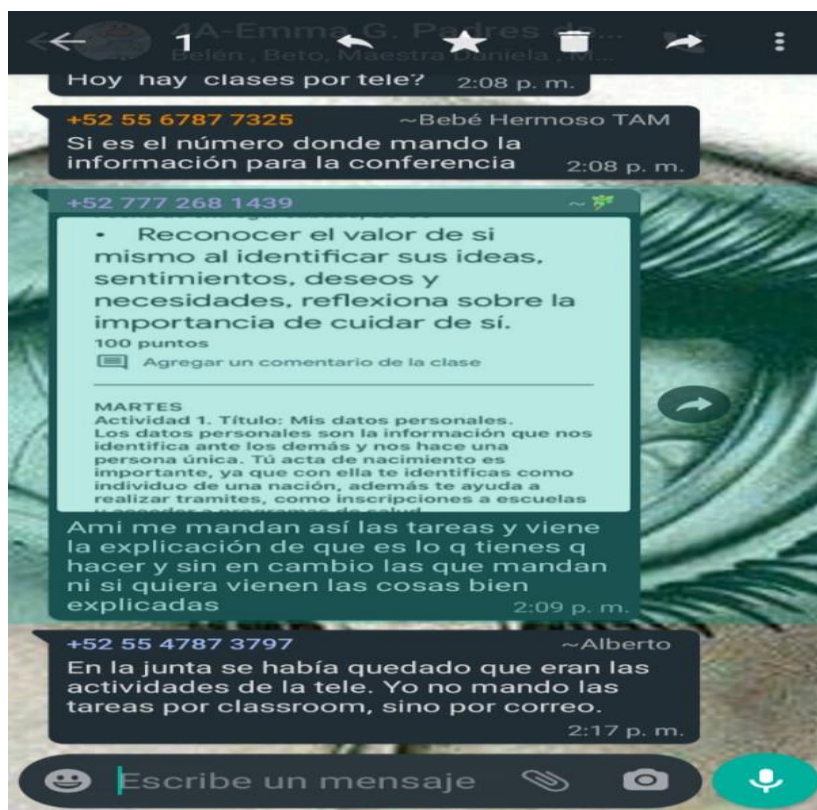 4A-Emma G. Padres de...
1
Belén, Beto, Maestra Daniela, M...
Hoy hay clases por tele? 2:08 p. m.
+52 55 6787 7325 ~Bebé Hermoso TAM
Si es el número donde mando la
información para la conferencia 2:08 p. m.
+52 777 268 1439 ~🌴
• Reconocer el valor de si
mismo al identificar sus ideas,
sentimientos, deseos y
necesidades, reflexiona sobre la
importancia de cuidar de sí.
100 puntos
Agregar un comentario de la clase
MARTES
Actividad 1. Título: Mis datos personales.
Los datos personales son la información que nos
identifica ante los demás y nos hace una
persona única. Tú acta de nacimiento es
importante, ya que con ella te identificas como
individuo de una nación, además te ayuda a
realizar tramites, como inscripciones a escuelas
y acceder a programas de salud
Ami me mandan así las tareas y viene
la explicación de que es lo q tienes q
hacer y sin en cambio las que mandan
ni si quiera vienen las cosas bien
explicadas 2:09 p. m.
+52 55 4787 3797 ~Alberto
En la junta se había quedado que eran las
actividades de la tele. Yo no mando las
tareas por classroom, sino por correo.
2:17 p. m.
Escribe un mensaje